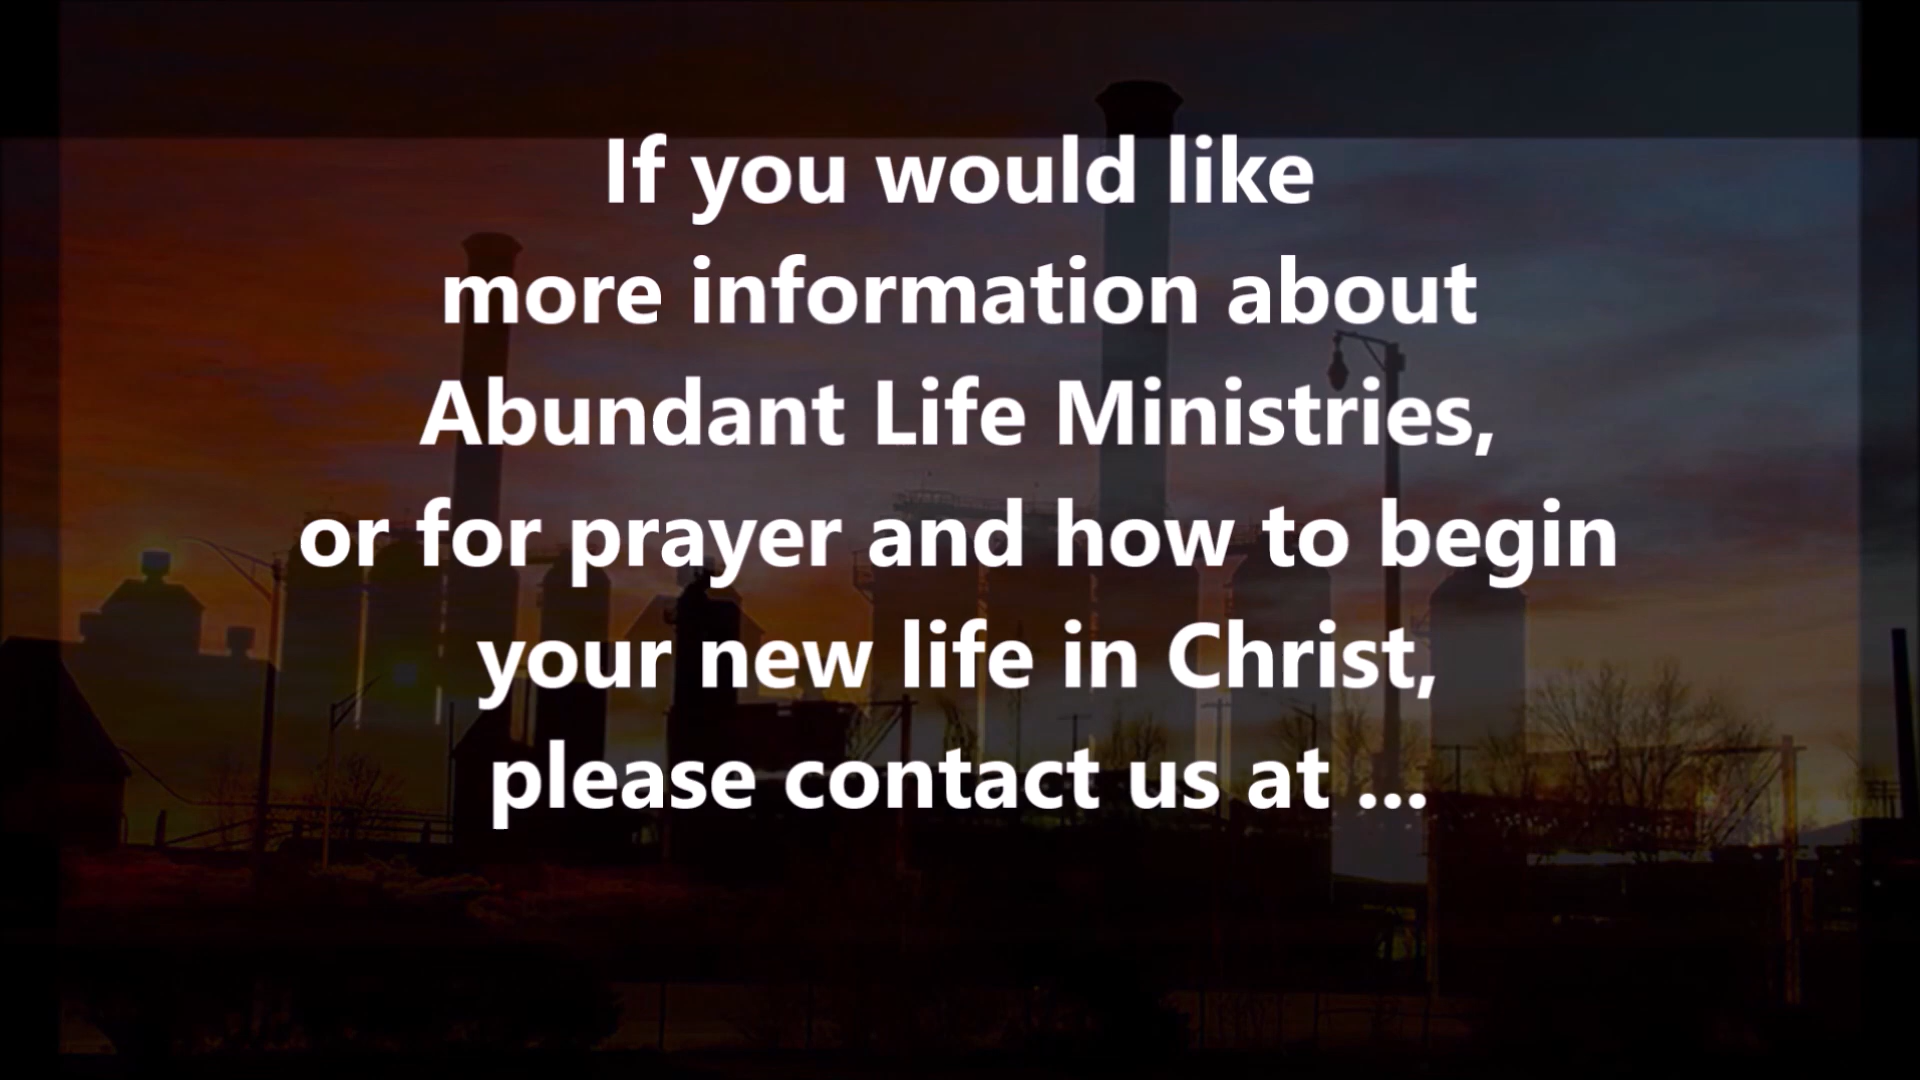 If you would like
more information about
Abundant Life Ministries,
or for prayer and how to begin
your new life in Christ,
please contact us at ...